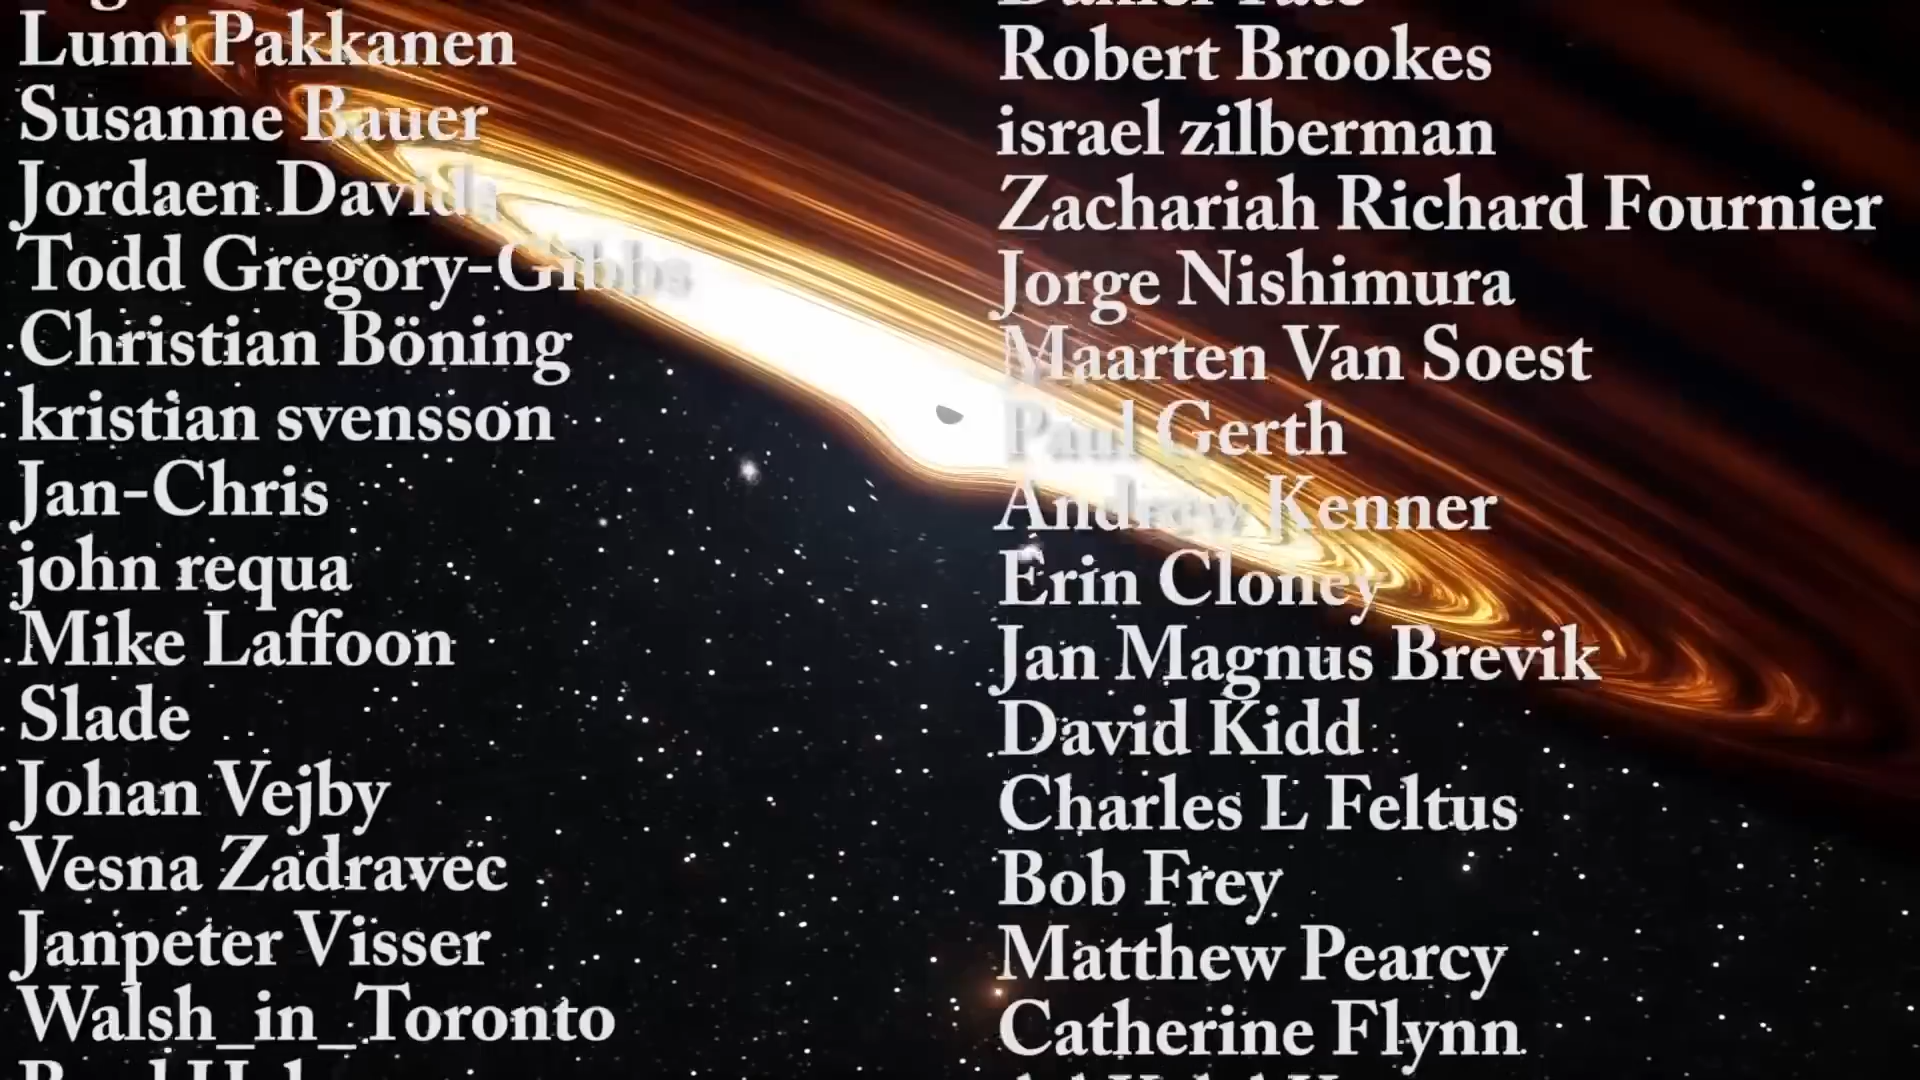 Lumi Pakkanen
Susanne Bauer
Jordaen Davids
Todd Gregory-Gibbs
Christian Böning
kristian svensson
Jan-Chris
john requa
Mike Laffoon
Slade
Johan Vejby
Vesna Zadravec
Janpeter Visser
Walsh_in_Toronto
Robert Brookes
israel zilberman
Zachariah Richard Fournier
Jorge Nishimura
Maarten Van Soest
Paul Gerth
Andrew Kenner
Erin Cloney
Jan Magnus Brevik
David Kidd
Charles L Feltus
Bob Frey
Matthew Pearcy
Catherine Flynn